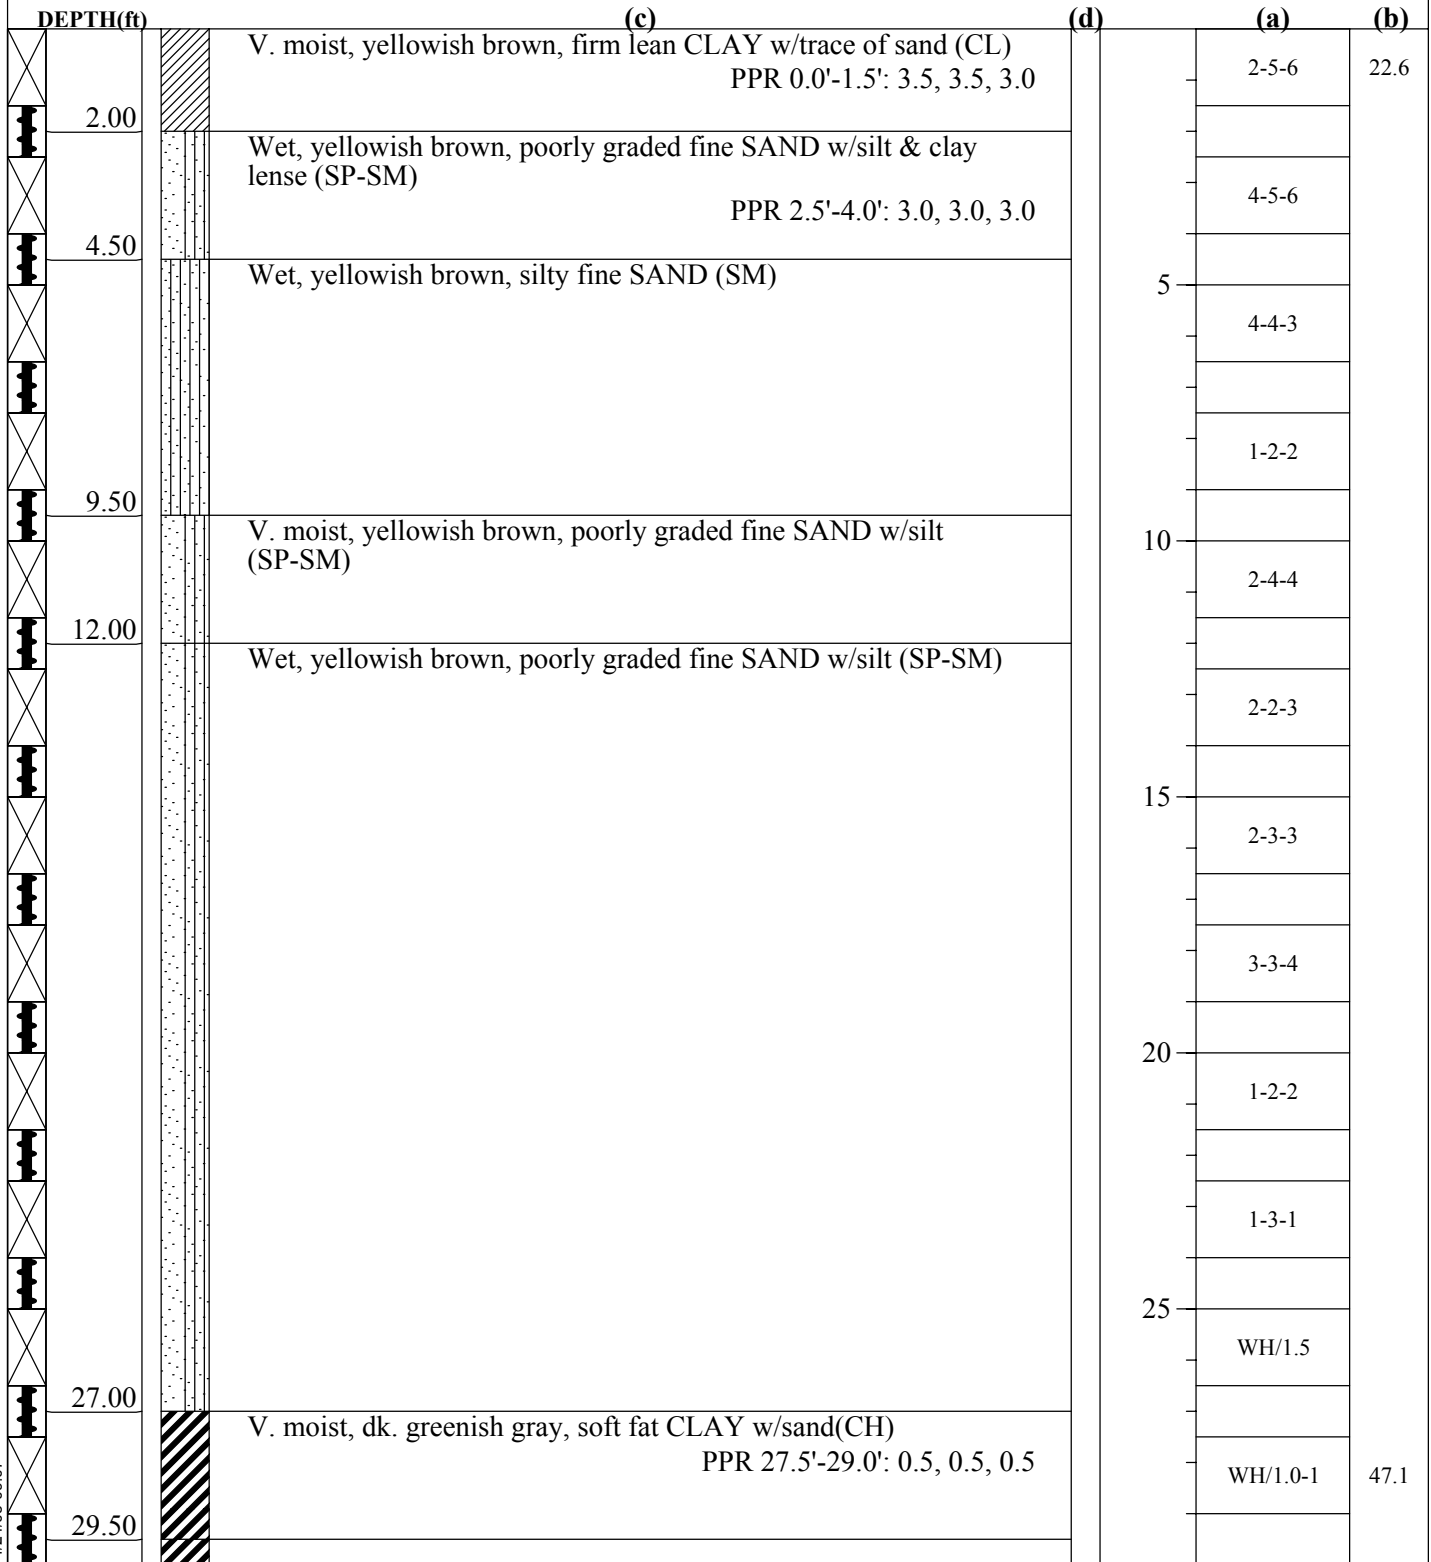 DEPTH(ft) (c) (d) (a) (b)
V. moist, yellowish brown, firm lean CLAY w/trace of sand (CL)
PPR 0.0'-1.5': 3.5, 3.5, 3.0
2-5-6 22.6
2.00
Wet, yellowish brown, poorly graded fine SAND w/silt & clay
lense (SP-SM)
PPR 2.5'-4.0': 3.0, 3.0, 3.0
4-5-6
4.50
Wet, yellowish brown, silty fine SAND (SM)
5
4-4-3
1-2-2
9.50
V. moist, yellowish brown, poorly graded fine SAND w/silt
(SP-SM)
10
2-4-4
12.00
Wet, yellowish brown, poorly graded fine SAND w/silt (SP-SM)
2-2-3
15
2-3-3
3-3-4
20
1-2-2
1-3-1
25
WH/1.5
27.00
V. moist, dk. greenish gray, soft fat CLAY w/sand(CH)
PPR 27.5'-29.0': 0.5, 0.5, 0.5
WH/1.0-1 47.1
29.50